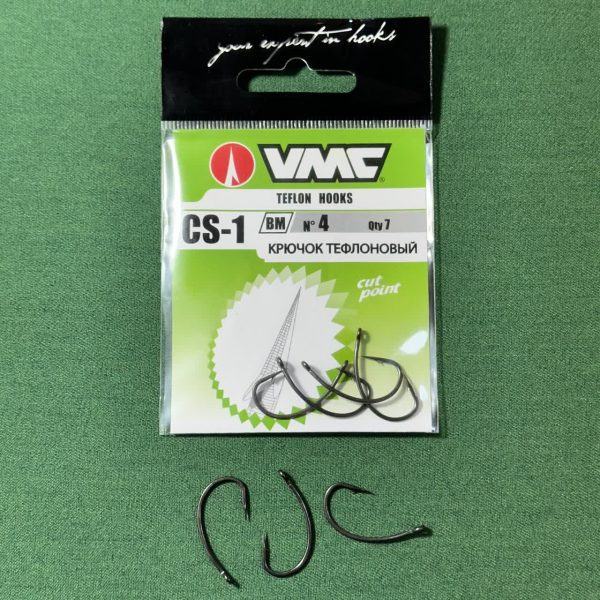 your expert in hooks
VMC®
TEFLON HOOKS
CS-1 BM N° 4 Qty 7
КРЮЧОК ТЕФЛОНОВЫЙ
cut
point